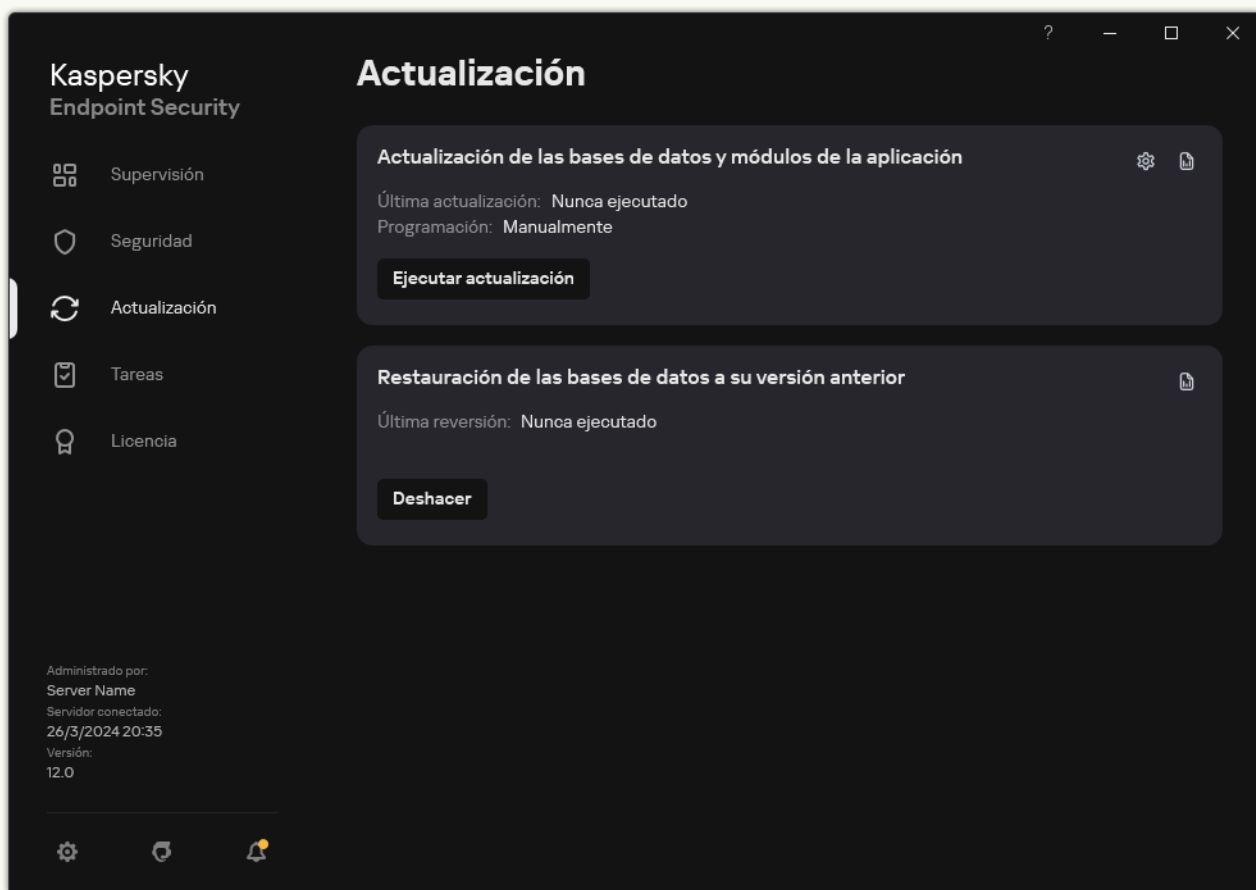 ?
Kaspersky
Endpoint Security
Supervisión
Seguridad
Actualización
Tareas
Licencia
Administrado por:
Server Name
Servidor conectado:
26/3/2024 20:35
Versión:
12.0
Actualización
Actualización de las bases de datos y módulos de la aplicación
Última actualización: Nunca ejecutado
Programación: Manualmente
Ejecutar actualización
Restauración de las bases de datos a su versión anterior
Última reversión: Nunca ejecutado
Deshacer